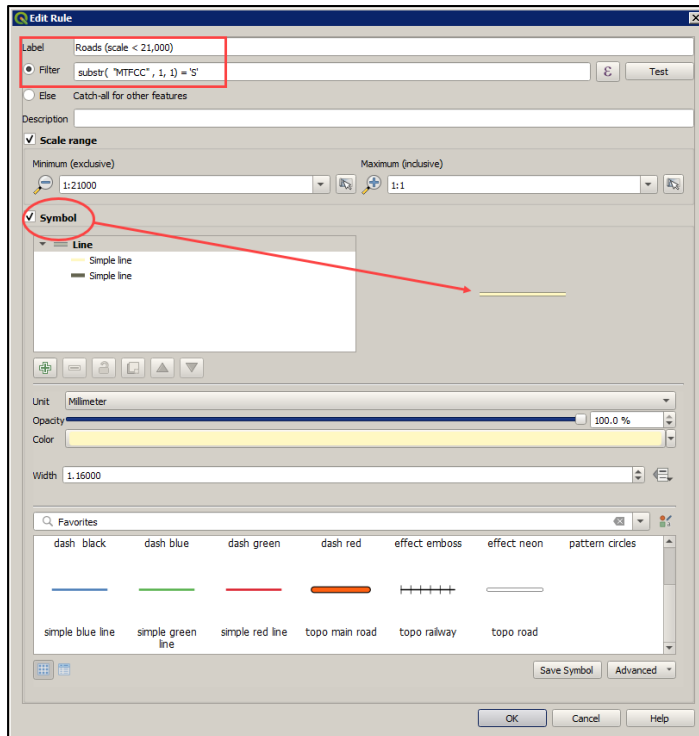 Edit Rule
Label Roads (scale < 21,000)
Filter substr( "MTFCC" , 1, 1) = 'S' ε Test
Else Catch-all for other features
Description
Scale range
Minimum (exclusive) Maximum (inclusive)
1:21000 1:1
Symbol
Line
Simple line
Simple line
Unit Milimeter
Opacity 100.0 %
Color
Width 1.16000
Favorites
dash black dash blue dash green dash red effect emboss effect neon pattern circles
simple blue line simple green line simple red line topo main road topo railway topo road
Save Symbol Advanced
OK Cancel Help